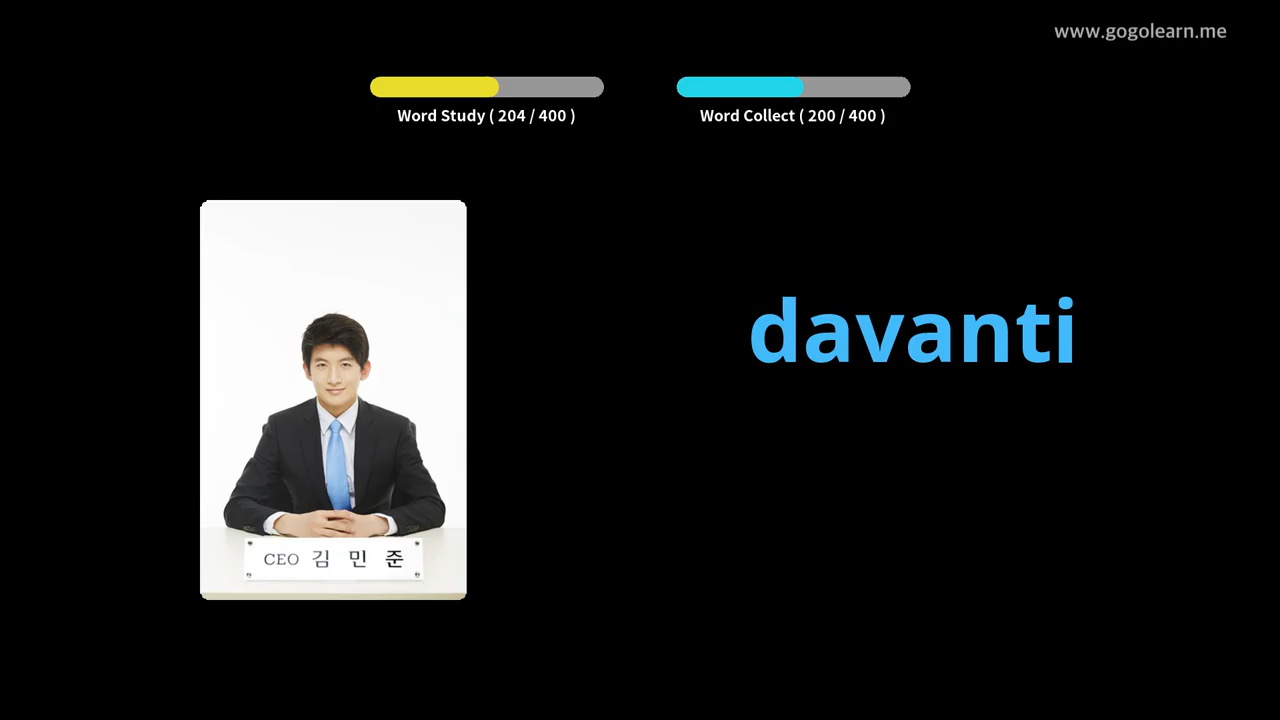 www.gogolearn.me
Word Study ( 204 / 400 )
Word Collect ( 200 / 400 )
davanti
CEO 김 민 준